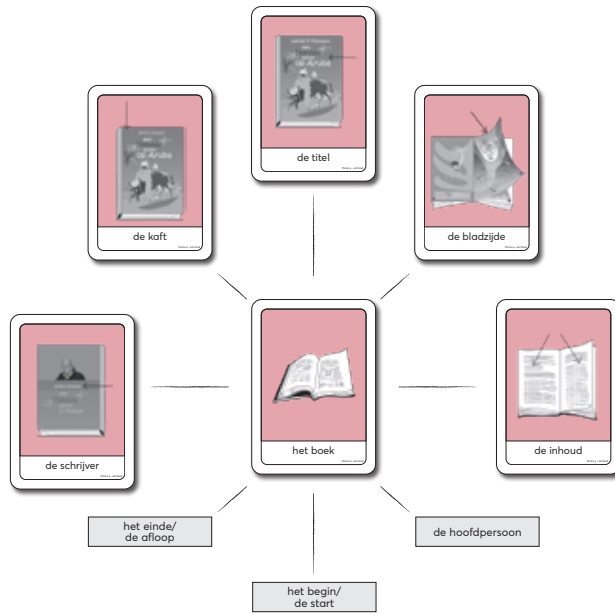 de titel
de kaft
de bladzijde
de schrijver
het boek
de inhoud
het einde/
de afloop
de hoofdpersoon
het begin/
de start